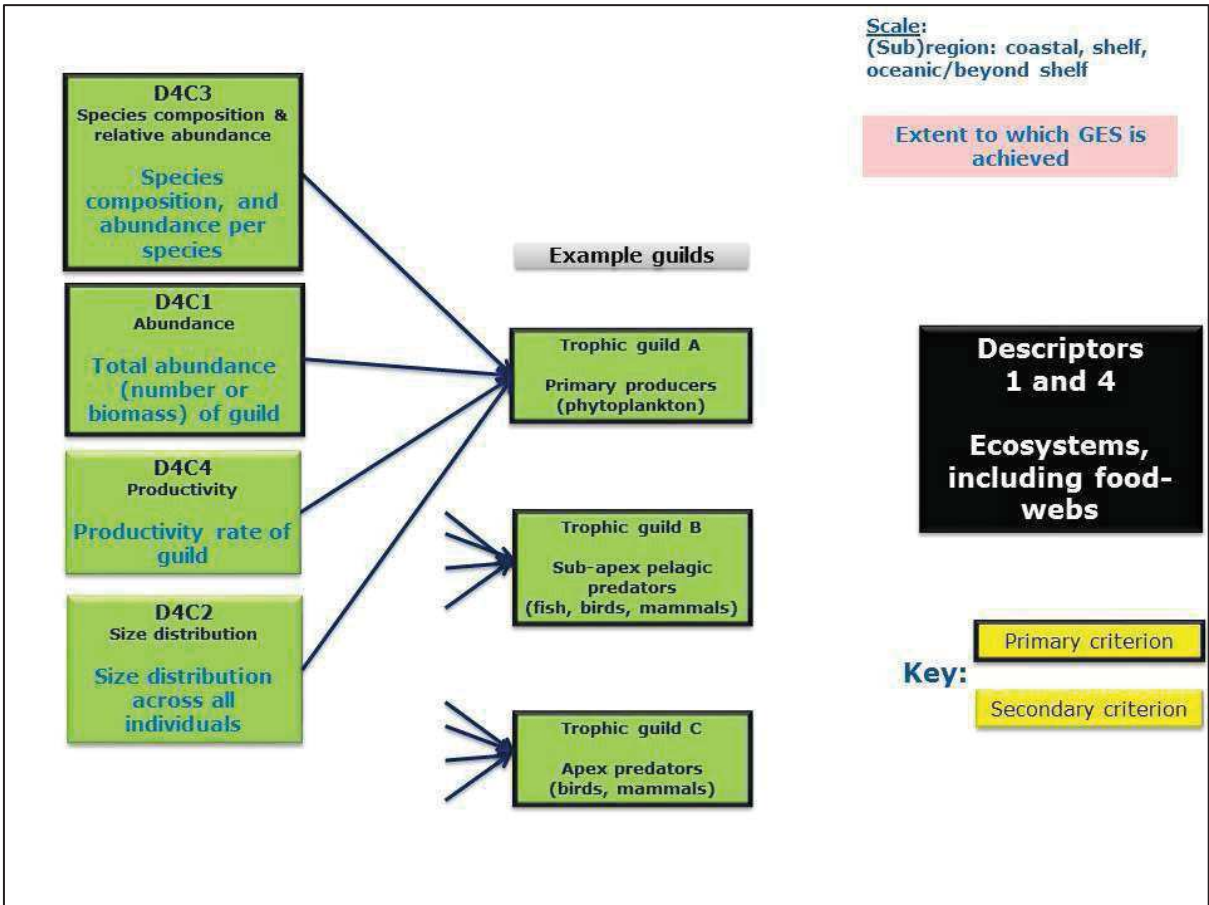 Scale:
(Sub)region: coastal, shelf,
oceanic/beyond shelf
Extent to which GES is
achieved
D4C3
Species composition &
relative abundance
Species
composition, and
abundance per
species
D4C1
Abundance
Total abundance
(number or
biomass) of guild
D4C4
Productivity
Productivity rate of
guild
D4C2
Size distribution
Size distribution
across all
individuals
Example guilds
Trophic guild A
Primary producers
(phytoplankton)
Trophic guild B
Sub-apex pelagic
predators
(fish, birds, mammals)
Trophic guild C
Apex predators
(birds, mammals)
Descriptors
1 and 4
Ecosystems,
including food-
webs
Key:
Primary criterion
Secondary criterion